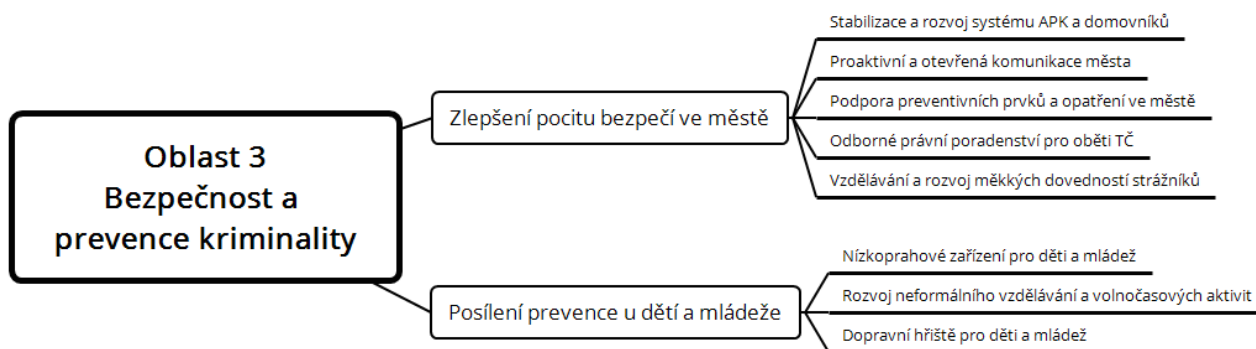 Oblast 3
Bezpečnost a
prevence kriminality
Zlepšení pocitu bezpečí ve městě
Stabilizace a rozvoj systému APK a domovníků
Proaktivní a otevřená komunikace města
Podpora preventivních prvků a opatření ve městě
Odborné právní poradenství pro oběti TČ
Vzdělávání a rozvoj měkkých dovedností strážníků
Posílení prevence u dětí a mládeže
Nízkoprahové zařízení pro děti a mládež
Rozvoj neformálního vzdělávání a volnočasových aktivit
Dopravní hřiště pro děti a mládež